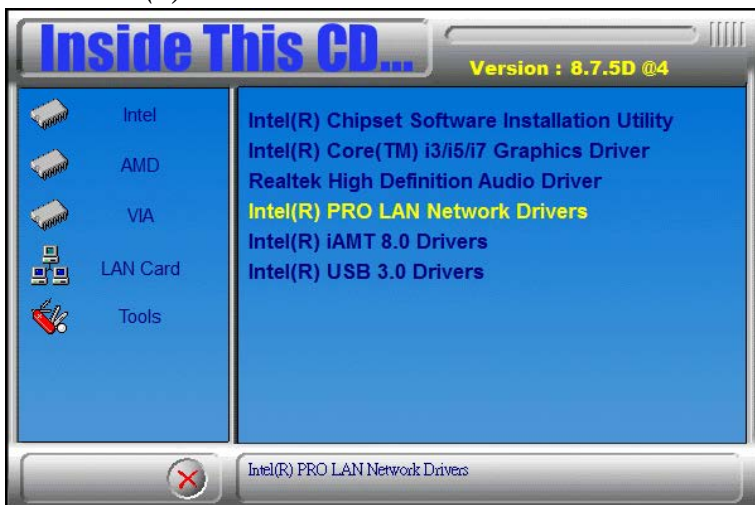 Inside This CD...
Version : 8.7.5D @4
Intel
AMD
VIA
LAN Card
Tools
Intel(R) Chipset Software Installation Utility
Intel(R) Core(TM) i3/i5/i7 Graphics Driver
Realtek High Definition Audio Driver
Intel(R) PRO LAN Network Drivers
Intel(R) iAMT 8.0 Drivers
Intel(R) USB 3.0 Drivers
Intel(R) PRO LAN Network Drivers